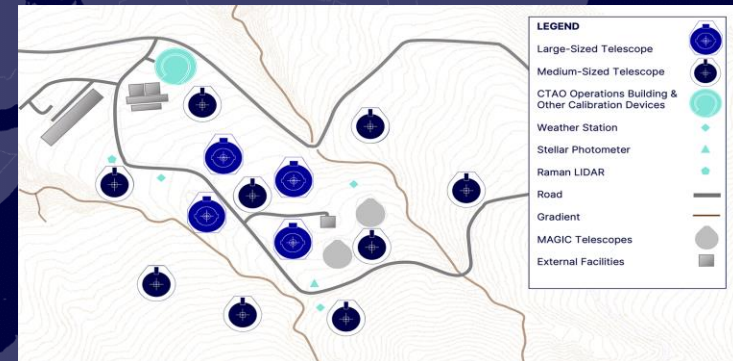 LEGEND
Large-Sized Telescope
Medium-Sized Telescope
CTAO Operations Building &
Other Calibration Devices
Weather Station
Stellar Photometer
Raman LIDAR
Road
Gradient
MAGIC Telescopes
External Facilities